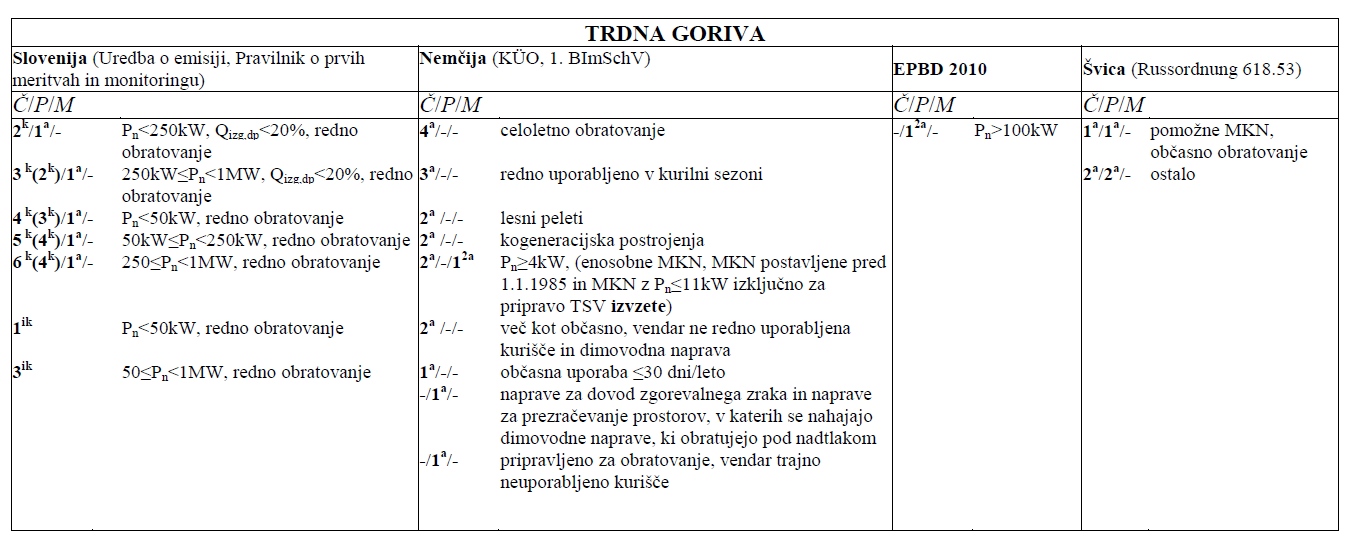 TRDNA GORIVA
Slovenija (Uredba o emisiji, Pravilnik o prvih
meritvah in monitoringu)
Č/P/M
2k/1a/- Pn<250kW, Qizg,dp<20%, redno
obratovanje
3 k(2k)/1a/- 250kW≤Pn<1MW, Qizg,dp<20%, redno
obratovanje
4 k(3k)/1a/- Pn<50kW, redno obratovanje
5 k(4k)/1a/- 50kW≤Pn<250kW, redno obratovanje
6 k(4k)/1a/- 250≤Pn<1MW, redno obratovanje
1ik Pn<50kW, redno obratovanje
3ik 50≤Pn<1MW, redno obratovanje
Nemčija (KÜO, 1. BImSchV)
Č/P/M
4a/-/- celoletno obratovanje
3a/-/- redno uporabljeno v kurilni sezoni
2a /-/- lesni peleti
2a /-/- kogeneracijska postrojenja
2a/-/12a Pn≥4kW, (enosobne MKN, MKN postavljene pred
1.1.1985 in MKN z Pn≤11kW izključno za
pripravo TSV izvzete)
2a /-/- več kot občasno, vendar ne redno uporabljena
kurišče in dimovodna naprava
1a/-/- občasna uporaba ≤30 dni/leto
-/1a/- naprave za dovod zgorevalnega zraka in naprave
za prezračevanje prostorov, v katerih se nahajajo
dimovodne naprave, ki obratujejo pod nadtlakom
-/1a/- pripravljeno za obratovanje, vendar trajno
neuporabljeno kurišče
EPBD 2010
Č/P/M
-/12a/- Pn>100kW
Švica (Russordnung 618.53)
Č/P/M
1a/1a/- pomožne MKN,
občasno obratovanje
2a/2a/- ostalo